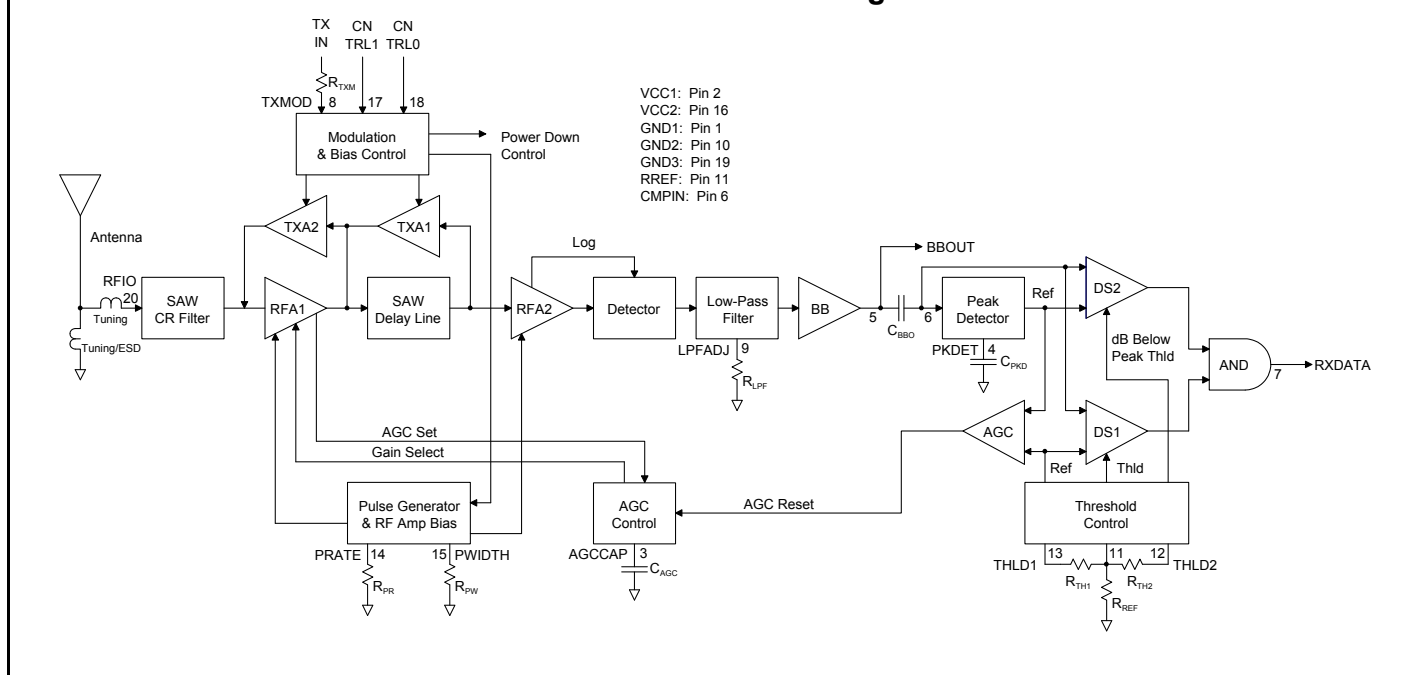 TX
IN
CN
TRL1
CN
TRL0
RTXM
TXMOD 8 17 18
Modulation
& Bias Control
Power Down
Control
VCC1: Pin 2
VCC2: Pin 16
GND1: Pin 1
GND2: Pin 10
GND3: Pin 19
RREF: Pin 11
CMPIN: Pin 6
Antenna
TXA2
TXA1
Log
BBOUT
RFIO
20
Tuning
Tuning/ESD
SAW
CR Filter
RFA1
SAW
Delay Line
RFA2
Detector
Low-Pass
Filter
BB
5
CBBO
6
Peak
Detector
Ref
DS2
LPFADJ 9
RLPF
PKDET 4
CPKD
dB Below
Peak Thld
AND
7
RXDATA
AGC Set
Gain Select
AGC
DS1
Ref
Thld
Pulse Generator
& RF Amp Bias
AGC
Control
AGC Reset
Threshold
Control
PRATE 14
15 PWIDTH
RPR
RPW
AGCCAP 3
CAGC
THLD1 13 11 12 THLD2
RTH1
RTH2
RREF